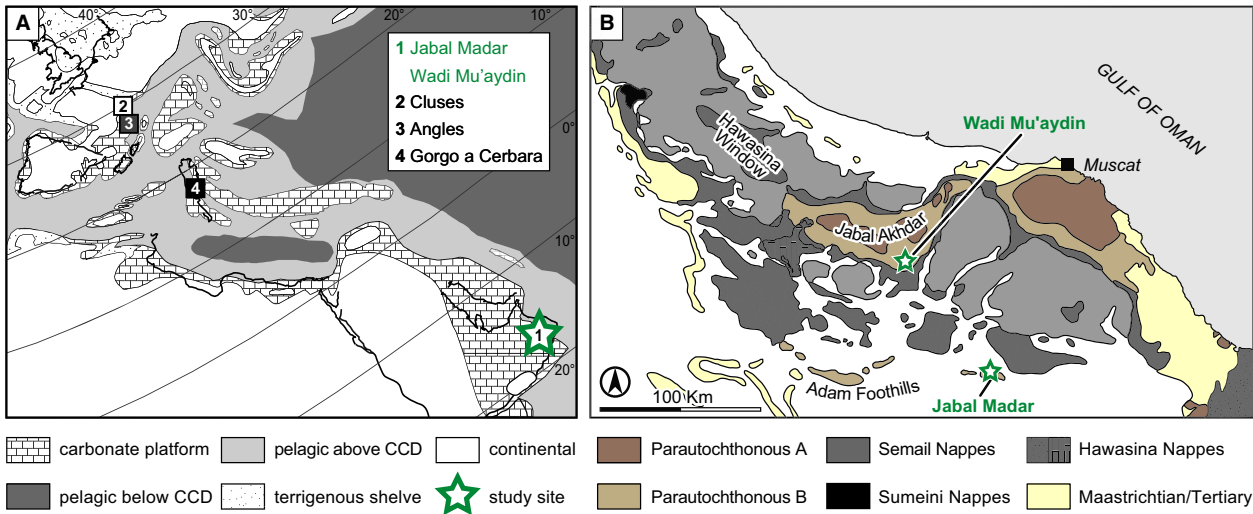 A
40°
30°
20°
10°
1 Jabal Madar
Wadi Mu'aydin
2 Cluses
3 Angles
4 Gorgo a Cerbara
2
3
0°
4
10°
1
20°
B
GULF OF OMAN
Wadi Mu'aydin
Muscat
Hawasina
Window
Jabal Akhdar
100 Km
Adam Foothills
Jabal Madar
carbonate platform
pelagic above CCD
continental
Parautochthonous A
Semail Nappes
Hawasina Nappes
pelagic below CCD
terrigenous shelve
study site
Parautochthonous B
Sumeini Nappes
Maastrichtian/Tertiary